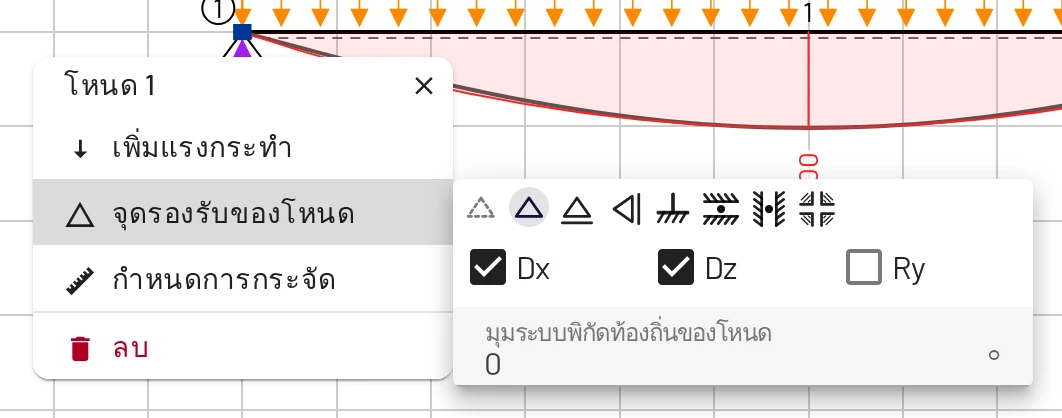 1
1
โหนด 1
เพิ่มแรงกระทำ
จุดรองรับของโหนด
กำหนดการกระจัด
ลบ
Dx
Dz
Ry
มุมระบบพิกัดท้องถิ่นของโหนด
0
°